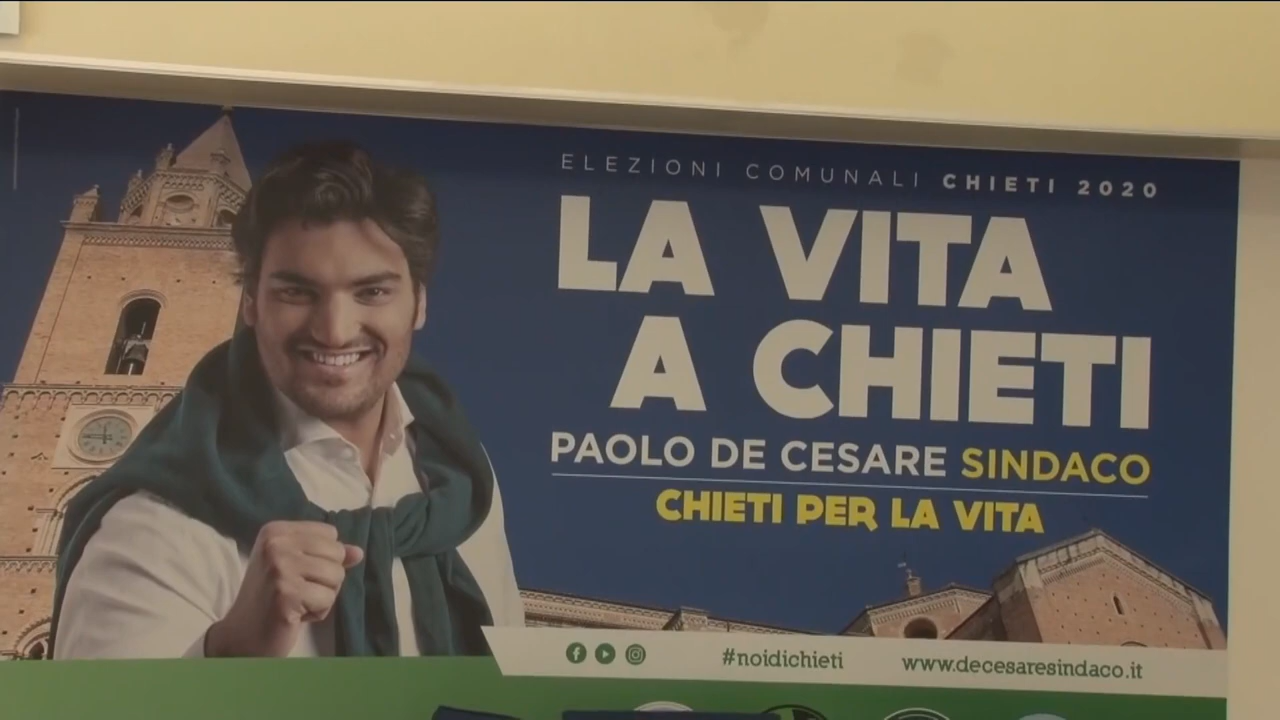 ELEZIONI COMUNALI CHIETI 2020
LA VITA
A CHIETI
PAOLO DE CESARE SINDACO
CHIETI PER LA VITA
#noidichieti
www.decesaresindaco.it